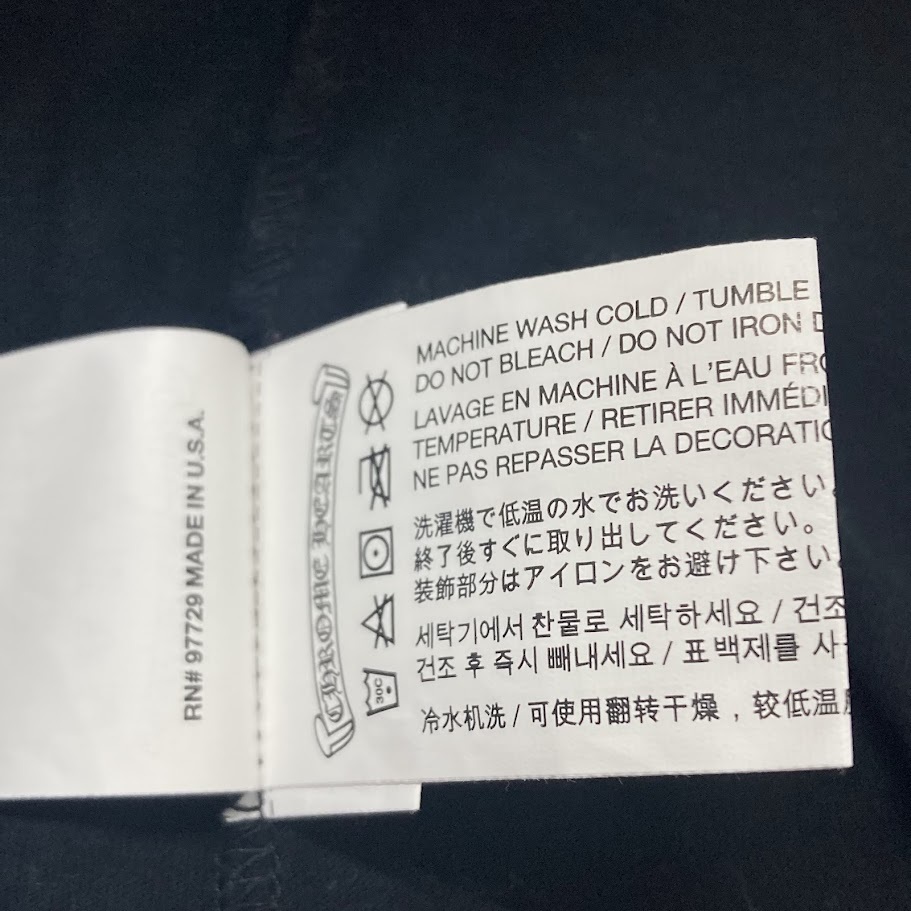 RN# 97729 MADE IN U.S.A.
CHROME HEARTS
30C
MACHINE WASH COLD / TUMBLE
DO NOT BLEACH / DO NOT IRON D
LAVAGE EN MACHINE À L'EAU FRO
TEMPERATURE / RETIRER IMMÉDI
NE PAS REPASSER LA DECORATIO
洗濯機で低温の水でお洗いください。
終了後すぐに取り出してください。
装飾部分はアイロンをお避け下さい。
세탁기에서 찬물로 세탁하세요 / 건조
건조 후 즉시 빼내세요 / 표백제를 사
冷水机洗 / 可使用翻转干燥，较低温度